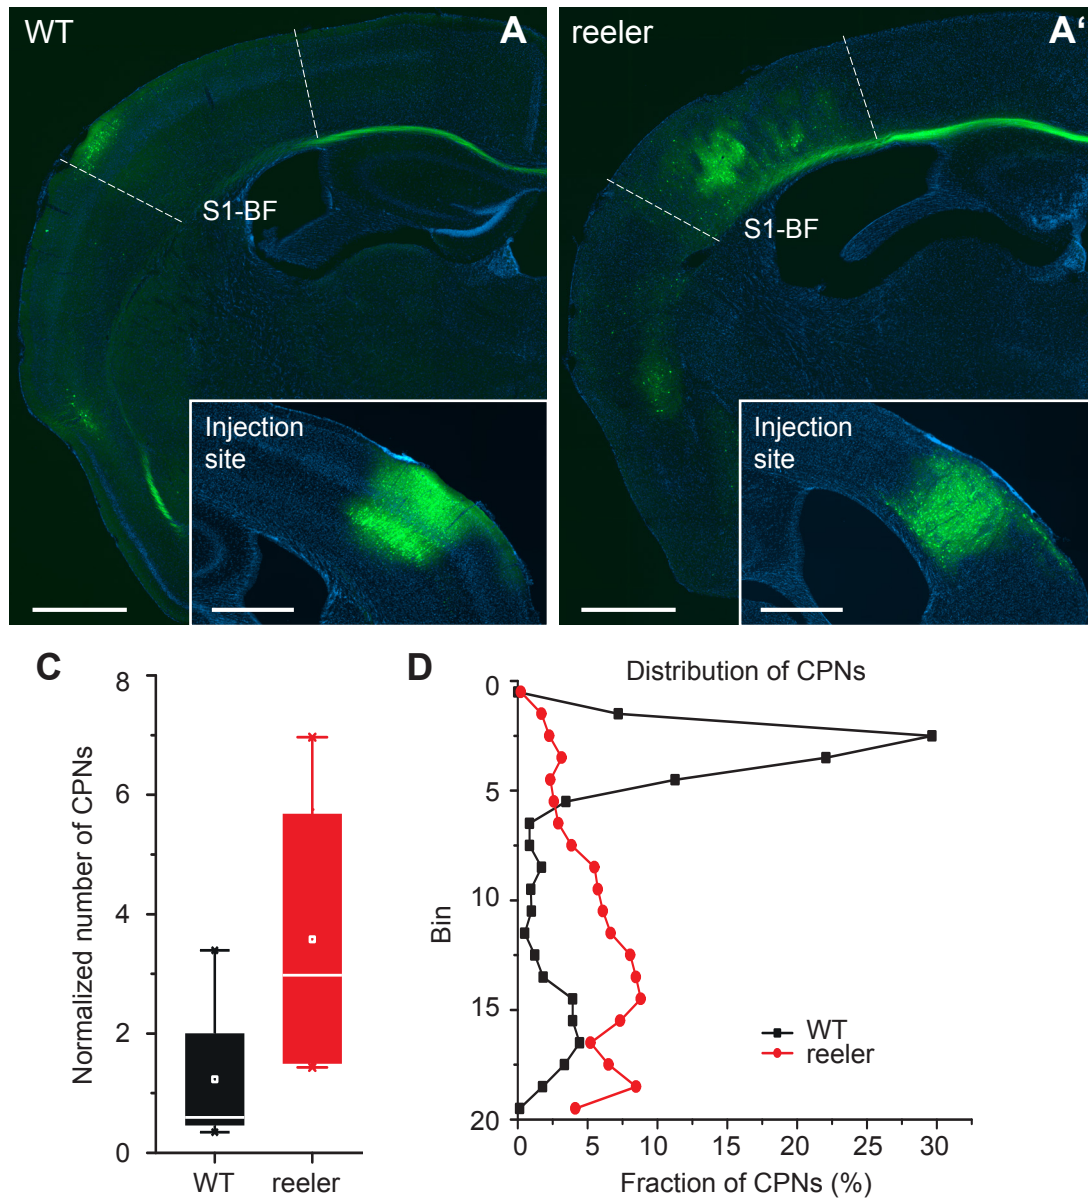 WT
A
S1-BF
Injection
site
reeler
A‘
S1-BF
Injection
site
C
Normalized number of CPNs
8
6
4
2
0
WT
reeler
D
Distribution of CPNs
Bin
0
5
10
15
20
WT
reeler
0
5
10
15
20
25
30
Fraction of CPNs (%)